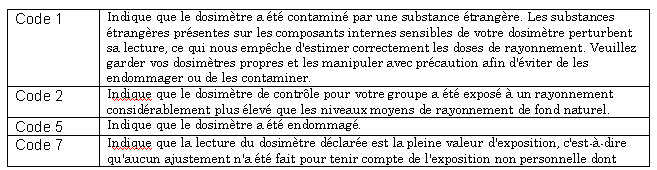 Code 1 Indique que le dosimètre a été contaminé par une substance étrangère. Les substances
étrangères présentes sur les composants internes sensibles de votre dosimètre perturbent
sa lecture, ce qui nous empêche d'estimer correctement les doses de rayonnement. Veuillez
garder vos dosimètres propres et les manipuler avec précaution afin d'éviter de les
endommager ou de les contaminer.
Code 2 Indique que le dosimètre de contrôle pour votre groupe a été exposé à un rayonnement
considérablement plus élevé que les niveaux moyens de rayonnement de fond naturel.
Code 5 Indique que le dosimètre a été endommagé.
Code 7 Indique que la lecture du dosimètre déclarée est la pleine valeur d'exposition, c'est-à-dire
qu'aucun ajustement n'a été fait pour tenir compte de l'exposition non personnelle dont